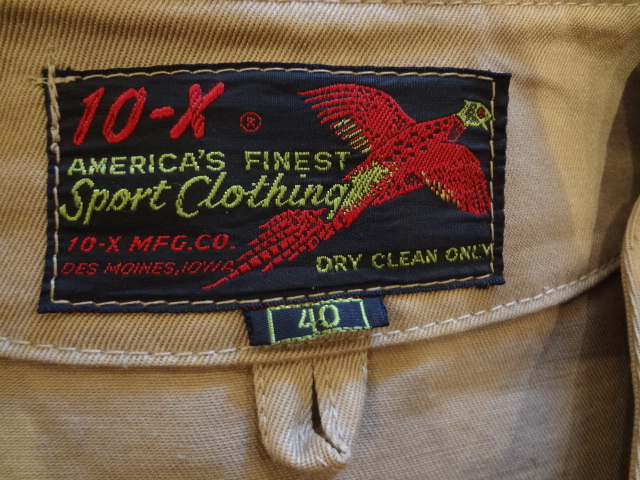 10-X ®
AMERICA'S FINEST
Sport Clothing
10-X MFG.CO.
DES MOINES, IOWA
DRY CLEAN ONLY
40